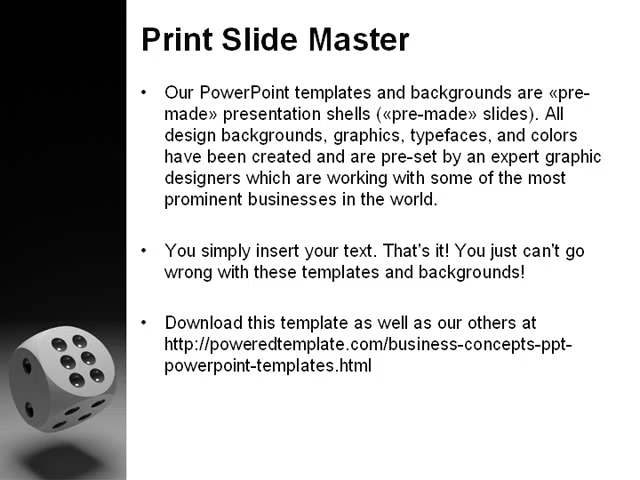 Print Slide Master
• Our PowerPoint templates and backgrounds are «pre-
made» presentation shells («pre-made» slides). All
design backgrounds, graphics, typefaces, and colors
have been created and are pre-set by an expert graphic
designers which are working with some of the most
prominent businesses in the world.
• You simply insert your text. That's it! You just can't go
wrong with these templates and backgrounds!
• Download this template as well as our others at
http://poweredtemplate.com/business-concepts-ppt-
powerpoint-templates.html